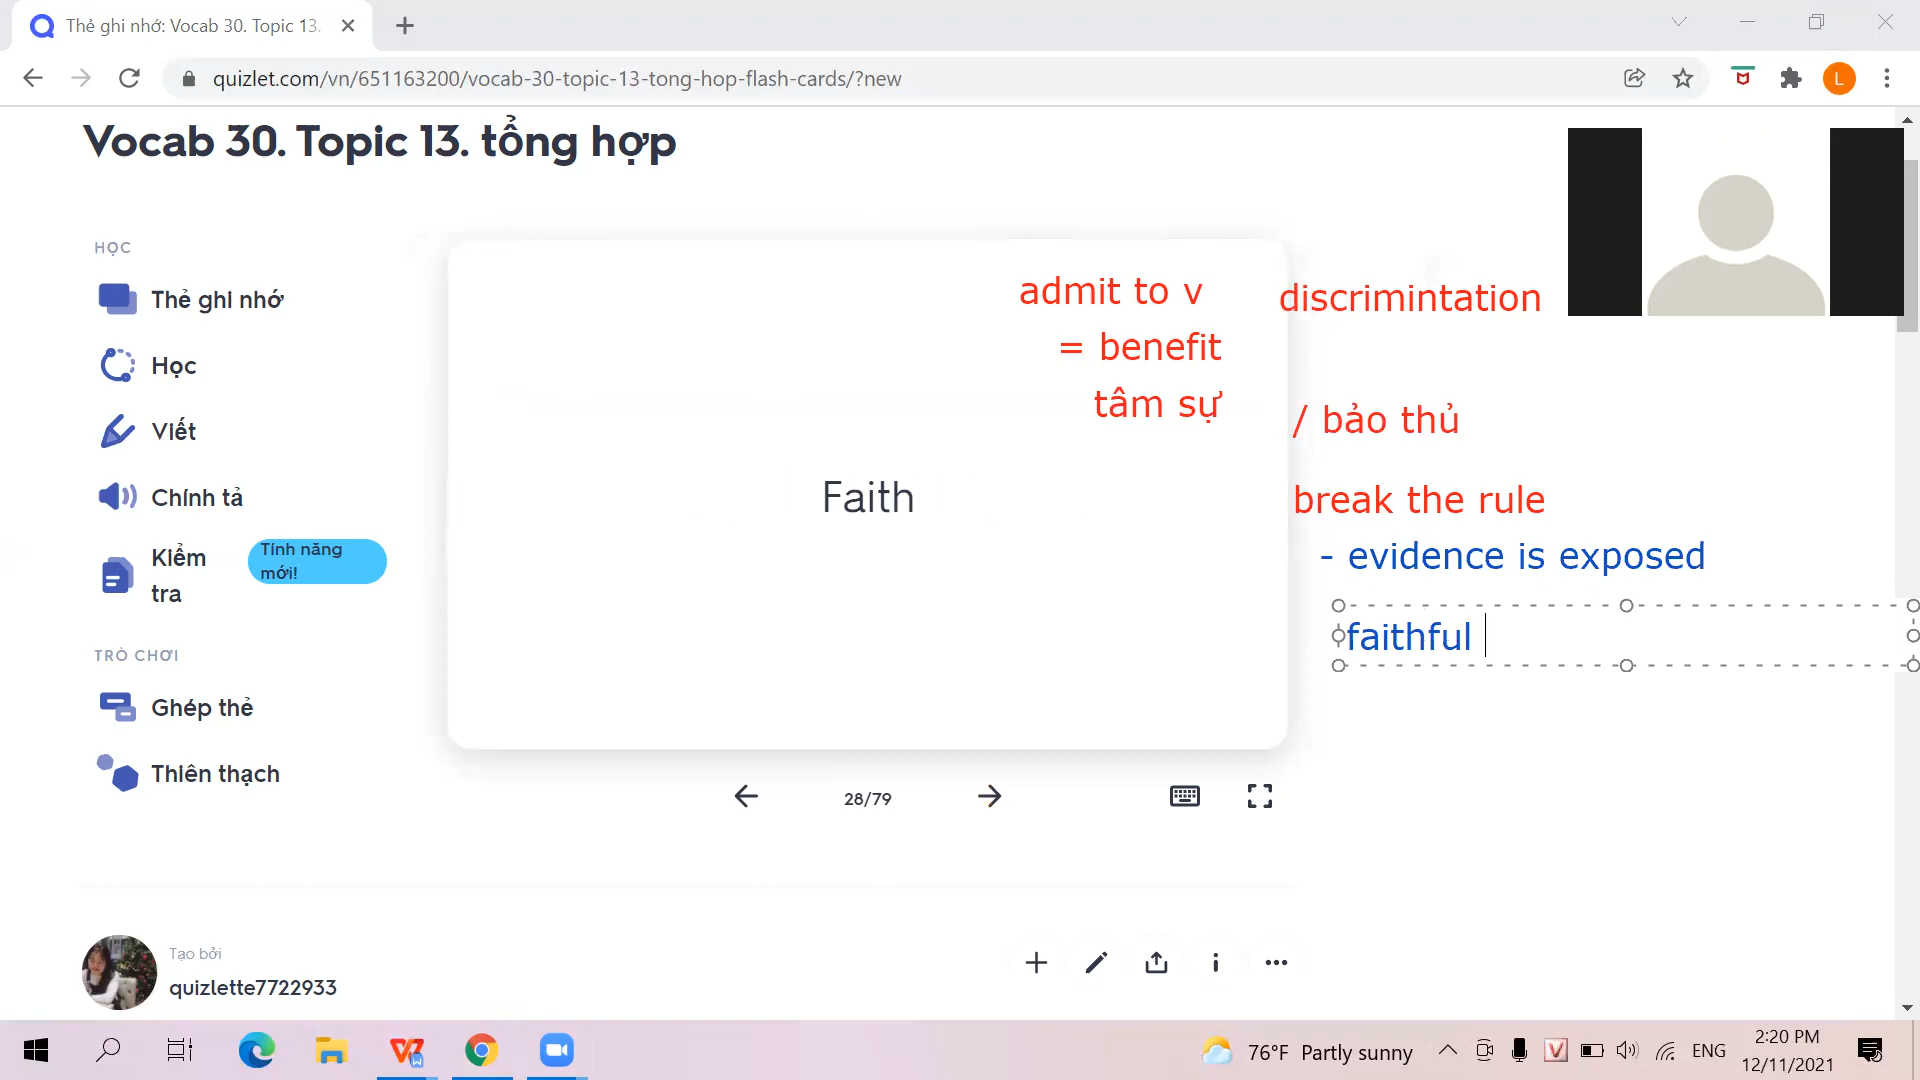 Thẻ ghi nhớ: Vocab 30. Topic 13.
quizlet.com/vn/651163200/vocab-30-topic-13-tong-hop-flash-cards/?new
L
Vocab 30. Topic 13. tổng hợp
HỌC
Thẻ ghi nhớ
Học
Viết
Chính tả
Kiểm tra
Tính năng mới!
TRÒ CHƠI
Ghép thẻ
Thiên thạch
admit to v
= benefit
tâm sự
Faith
discrimintation
/ bảo thủ
break the rule
- evidence is exposed
faithful
28/79
Tạo bởi
quizlette7722933
76°F Partly sunny
ENG
2:20 PM
12/11/2021